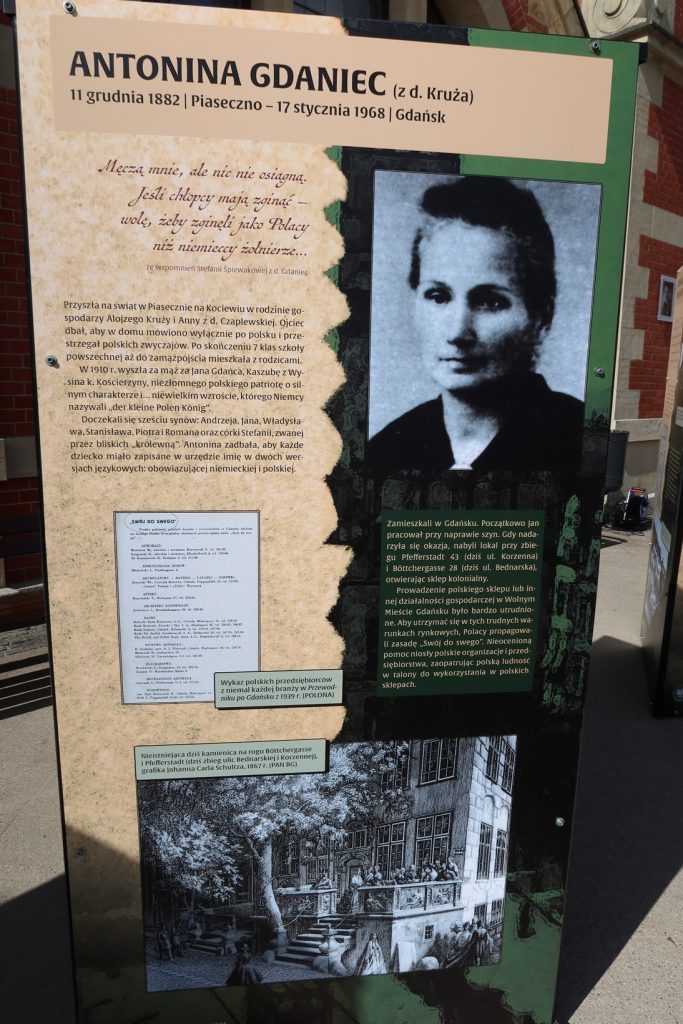 ANTONINA GDANIEC (z d. Kruża)
11 grudnia 1882 | Piaseczno – 17 stycznia 1968 | Gdańsk
Męczą mnie, ale nic nie osiągną.
Jeśli chłopcy mają zginąć –
wolę, żeby zginęli jako Polacy
niż niemieccy żołnierze...
ze wspomnień Stefanii Śpiewakowej z d. Gdaniec
Przyszła na świat w Piasecznie na Kociewiu w rodzinie go-
spodarzy Alojzego Kruży i Anny z d. Czapiewskiej. Ojciec
dbał, aby w domu mówiono wyłącznie po polsku i prze-
strzegał polskich zwyczajów. Po skończeniu 7 klas szkoły
powszechnej aż do zamążpójścia mieszkała z rodzicami.
W 1910 r. wyszła za mąż za Jana Gdańca, Kaszubę z Wy-
sina k. Kościerzyny, niezłomnego polskiego patriotę o sil-
nym charakterze i... niewielkim wzroście, którego Niemcy
nazywali „der kleine Polen König”.
Doczekali się sześciu synów: Andrzeja, Jana, Władysła-
wa, Stanisława, Piotra i Romana oraz córki Stefanii, zwanej
przez bliskich „królewną”. Antonina zadbała, aby każde
dziecko miało zapisane w urzędzie imię w dwóch wer-
sjach językowych: obowiązującej niemieckiej i polskiej.
„SWÓJ DO SWEGO”
Wykaz polskich przedsiębiorców
z niemal każdej branży w Przewod-
niku po Gdańsku z 1939 r. (POLONA)
Zamieszkali w Gdańsku. Początkowo Jan
pracował przy naprawie szyn. Gdy nada-
rzyła się okazja, nabyli lokal przy zbie-
gu Pfefferstadt 43 (dziś ul. Korzenna)
i Böttchergasse 28 (dziś ul. Bednarska),
otwierając sklep kolonialny.
Prowadzenie polskiego sklepu lub in-
nej działalności gospodarczej w Wolnym
Mieście Gdańsku było bardzo utrudnio-
ne. Aby utrzymać się w tych trudnych wa-
runkach rynkowych, Polacy propagowa-
li zasadę „Swój do swego”. Nieocenioną
pomoc niosły polskie organizacje i przed-
siębiorstwa, zaopatrując polską ludność
w talony do wykorzystania w polskich
sklepach.
Nieistniejąca dziś kamienica na rogu Böttchergasse
i Pfefferstadt (dziś zbieg ulic Bednarskiej i Korzennej),
grafika Johanna Carla Schultza, 1867 r. (PAN BG)